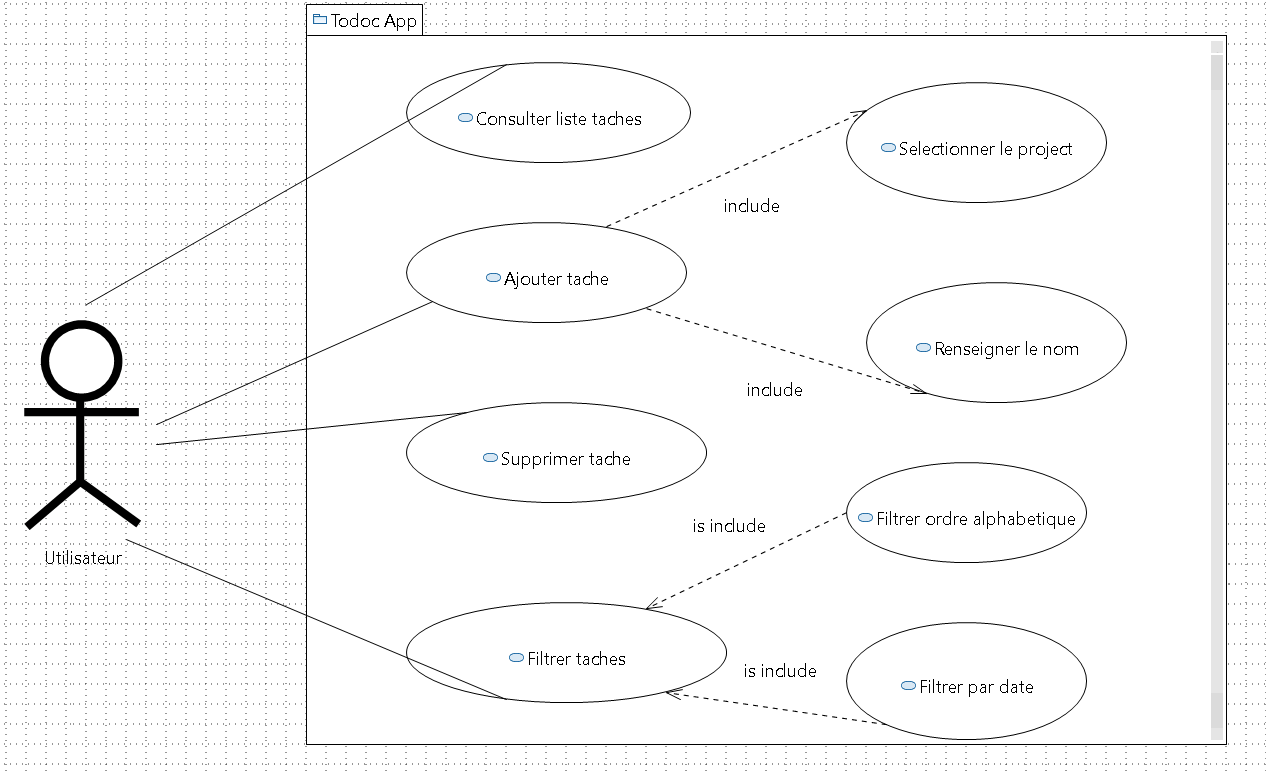 Todoc App
Consulter liste taches
Selectionner le project
include
Ajouter tache
Renseigner le nom
include
Supprimer tache
Filtrer ordre alphabetique
is include
Utilisateur
Filtrer taches
is include
Filtrer par date